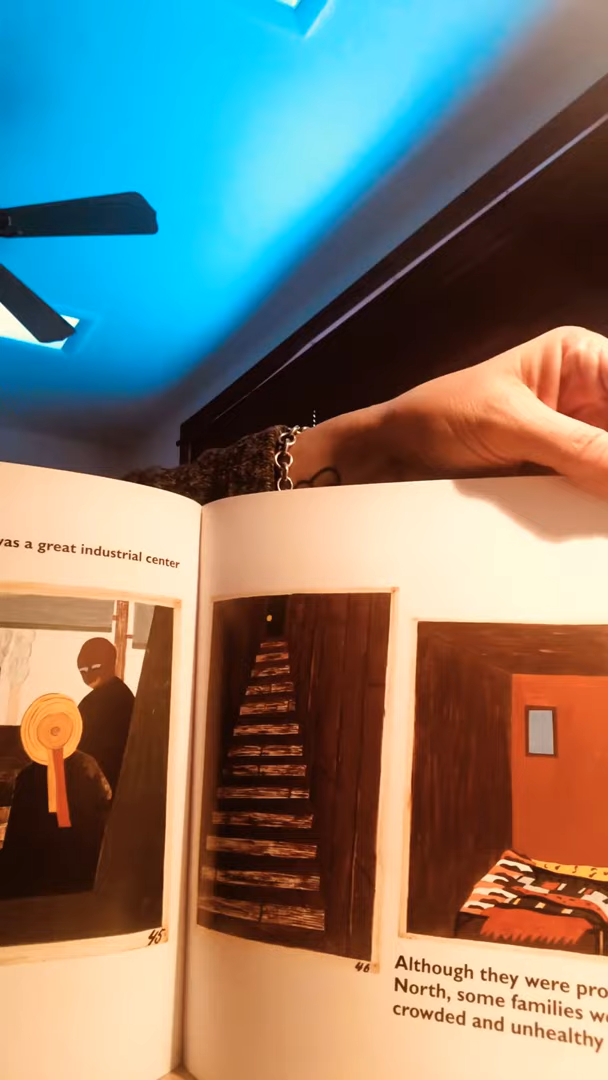 was a great industrial center
45
46
Although they were pro
North, some families we
crowded and unhealthy